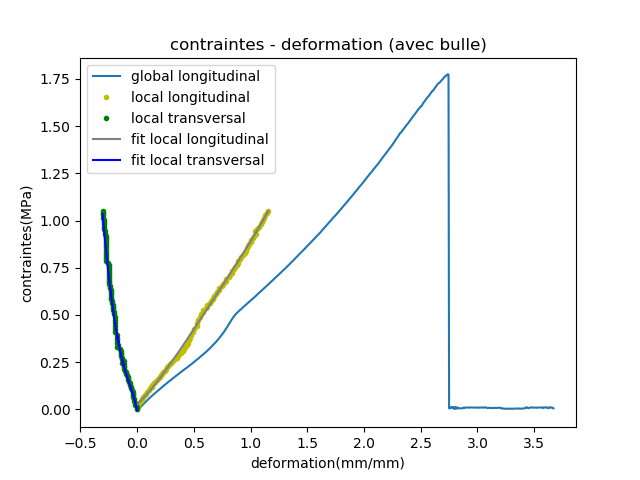 contraintes - deformation (avec bulle)
global longitudinal
local longitudinal
local transversal
fit local longitudinal
fit local transversal
contraintes(MPa)
1.75
1.50
1.25
1.00
0.75
0.50
0.25
0.00
−0.5 0.0 0.5 1.0 1.5 2.0 2.5 3.0 3.5
deformation(mm/mm)